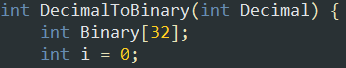 int DecimalToBinary(int Decimal) {
    int Binary[32];
    int i = 0;